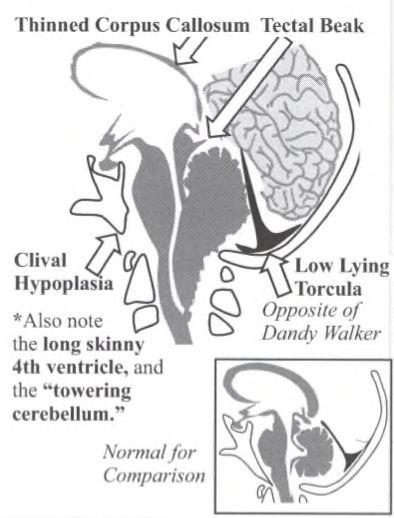 Thinned Corpus Callosum Tectal Beak
Clival
Hypoplasia
Low Lying
Torcula
Opposite of
Dandy Walker
*Also note
the long skinny
4th ventricle, and
the “towering
cerebellum.”
Normal for
Comparison